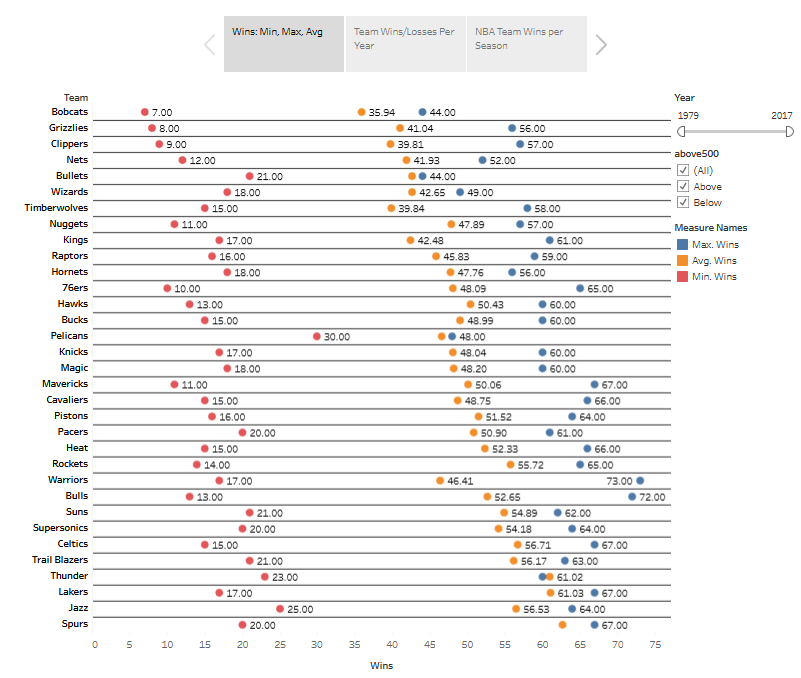 Wins: Min, Max, Avg
Team Wins/Losses Per Year
NBA Team Wins per Season
Team
Bobcats 7.00 35.94 44.00
Grizzlies 8.00 41.04 56.00
Clippers 9.00 39.81 57.00
Nets 12.00 41.93 52.00
Bullets 21.00 44.00
Wizards 18.00 42.65 49.00
Timberwolves 15.00 39.84 58.00
Nuggets 11.00 47.89 57.00
Kings 17.00 42.48 61.00
Raptors 16.00 45.83 59.00
Hornets 18.00 47.76 56.00
76ers 10.00 48.09 65.00
Hawks 13.00 50.43 60.00
Bucks 15.00 48.99 60.00
Pelicans 30.00 48.00
Knicks 17.00 48.04 60.00
Magic 18.00 48.20 60.00
Mavericks 11.00 50.06 67.00
Cavaliers 15.00 48.75 66.00
Pistons 16.00 51.52 64.00
Pacers 20.00 50.90 61.00
Heat 15.00 52.33 66.00
Rockets 14.00 55.72 65.00
Warriors 17.00 46.41 73.00
Bulls 13.00 52.65 72.00
Suns 21.00 54.89 62.00
Supersonics 20.00 54.18 64.00
Celtics 15.00 56.71 67.00
Trail Blazers 21.00 56.17 63.00
Thunder 23.00 61.02
Lakers 17.00 61.03 67.00
Jazz 25.00 56.53 64.00
Spurs 20.00 67.00
0 5 10 15 20 25 30 35 40 45 50 55 60 65 70 75
Wins
Year
1979 2017
above500
(All)
Above
Below
Measure Names
Max. Wins
Avg. Wins
Min. Wins